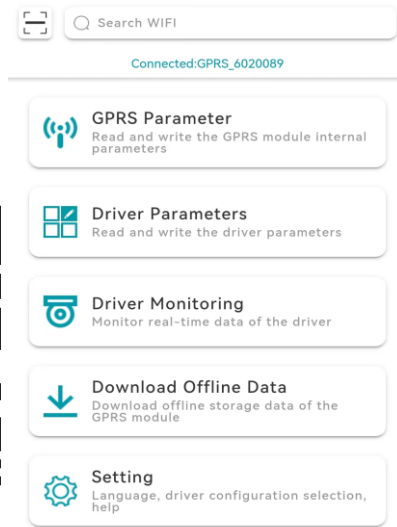 Search WIFI
Connected:GPRS_6020089
GPRS Parameter
Read and write the GPRS module internal
parameters
Driver Parameters
Read and write the driver parameters
Driver Monitoring
Monitor real-time data of the driver
Download Offline Data
Download offline storage data of the
GPRS module
Setting
Language, driver configuration selection,
help